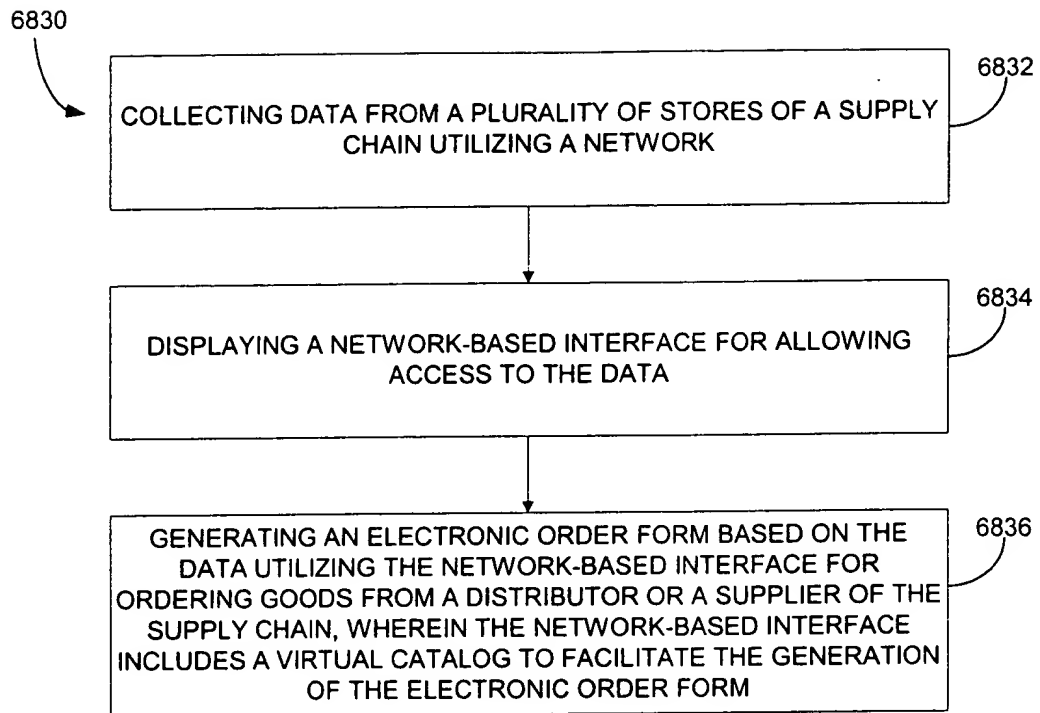 6830
6832
COLLECTING DATA FROM A PLURALITY OF STORES OF A SUPPLY
CHAIN UTILIZING A NETWORK
6834
DISPLAYING A NETWORK-BASED INTERFACE FOR ALLOWING
ACCESS TO THE DATA
6836
GENERATING AN ELECTRONIC ORDER FORM BASED ON THE
DATA UTILIZING THE NETWORK-BASED INTERFACE FOR
ORDERING GOODS FROM A DISTRIBUTOR OR A SUPPLIER OF THE
SUPPLY CHAIN, WHEREIN THE NETWORK-BASED INTERFACE
INCLUDES A VIRTUAL CATALOG TO FACILITATE THE GENERATION
OF THE ELECTRONIC ORDER FORM